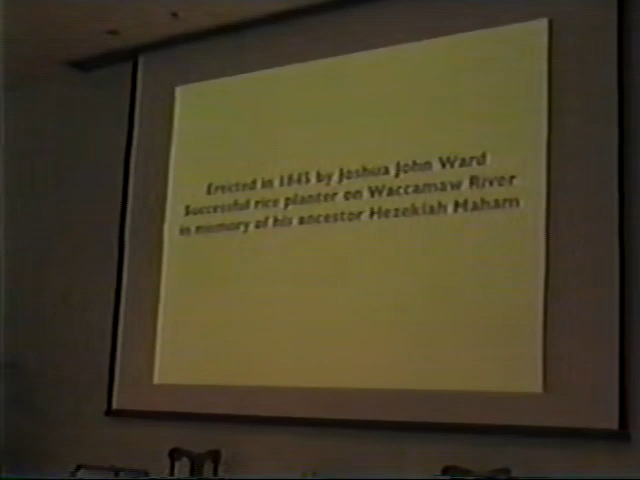 Erected in 1845 by Joshua John Ward
Successful rice planter on Waccamaw River
in memory of his ancestor Hezekiah Maham